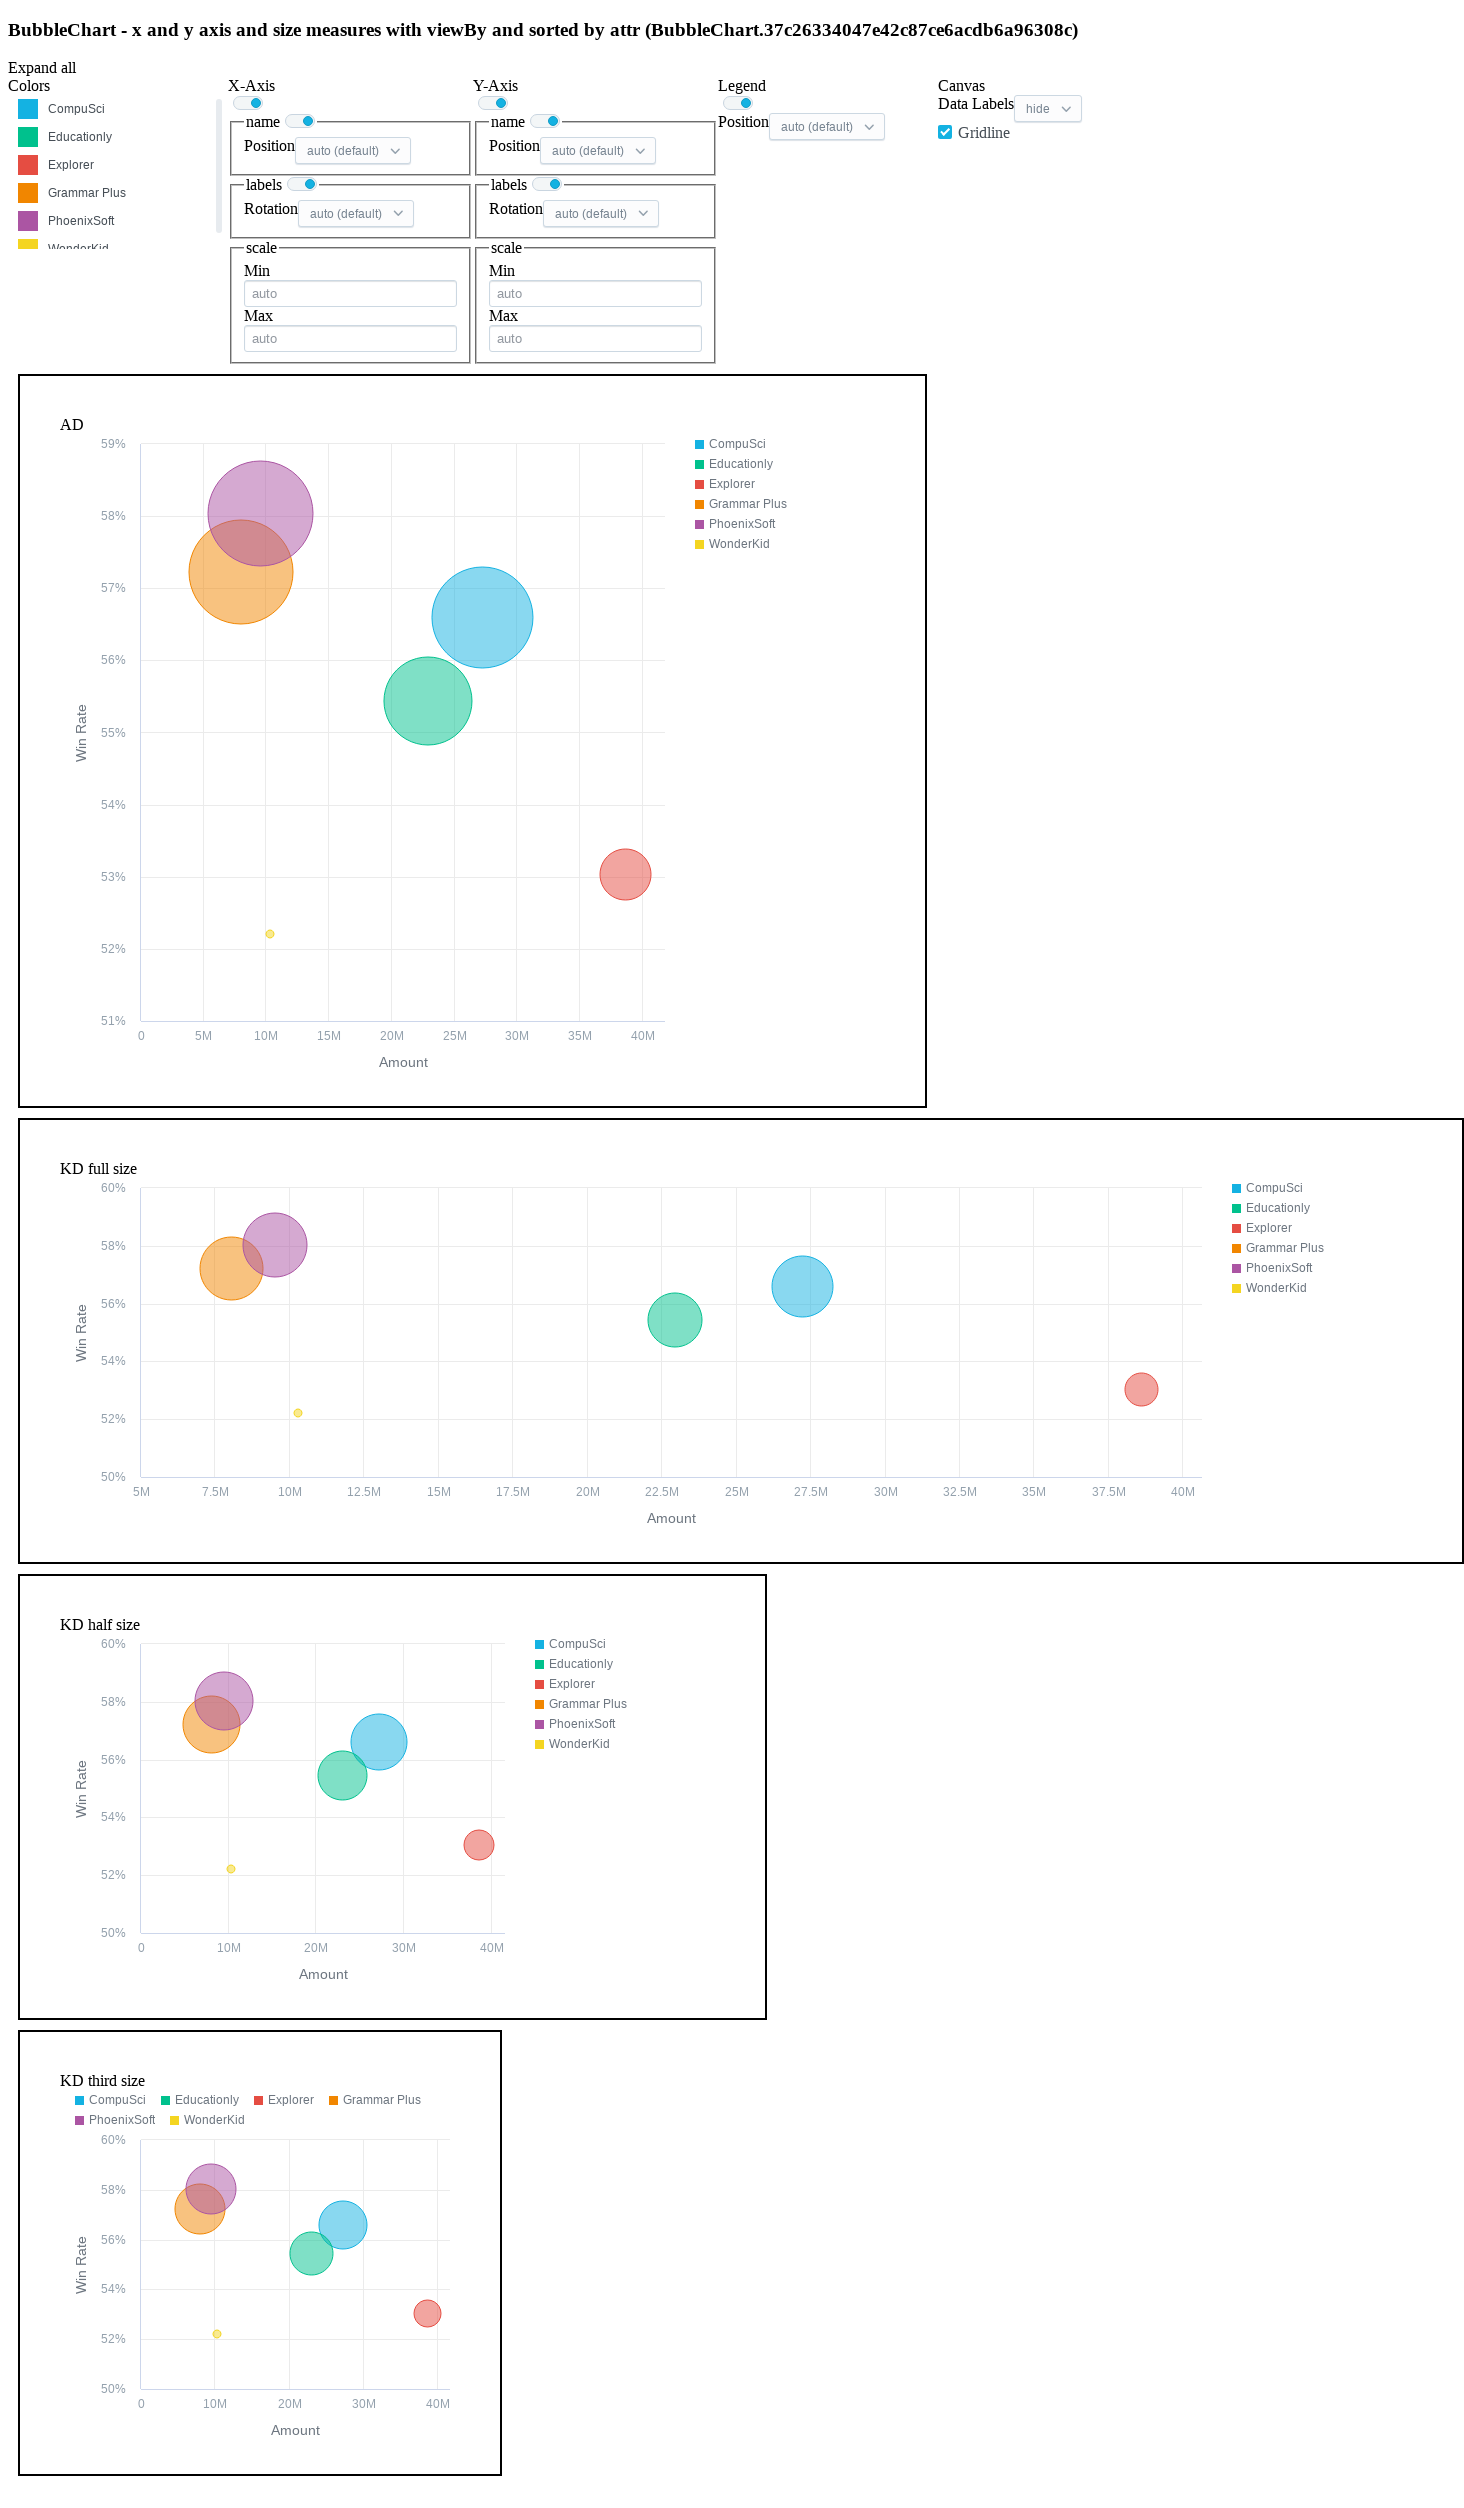 BubbleChart - x and y axis and size measures with viewBy and sorted by attr (BubbleChart.37c26334047e42c87ce6acdb6a96308c)
Expand all
Colors
CompuSci
Educationly
Explorer
Grammar Plus
PhoenixSoft
WonderKid
X-Axis
name
Position auto (default)
labels
Rotation auto (default)
scale
Min
auto
Max
auto
Y-Axis
name
Position auto (default)
labels
Rotation auto (default)
scale
Min
auto
Max
auto
Legend
Position auto (default)
Canvas
Data Labels hide
Gridline
AD
59%
58%
57%
56%
55%
54%
53%
52%
51%
Win Rate
0 5M 10M 15M 20M 25M 30M 35M 40M
Amount
CompuSci
Educationly
Explorer
Grammar Plus
PhoenixSoft
WonderKid
KD full size
60%
58%
56%
54%
52%
50%
Win Rate
5M 7.5M 10M 12.5M 15M 17.5M 20M 22.5M 25M 27.5M 30M 32.5M 35M 37.5M 40M
Amount
CompuSci
Educationly
Explorer
Grammar Plus
PhoenixSoft
WonderKid
KD half size
60%
58%
56%
54%
52%
50%
Win Rate
0 10M 20M 30M 40M
Amount
CompuSci
Educationly
Explorer
Grammar Plus
PhoenixSoft
WonderKid
KD third size
CompuSci Educationly Explorer Grammar Plus
PhoenixSoft WonderKid
60%
58%
56%
54%
52%
50%
Win Rate
0 10M 20M 30M 40M
Amount